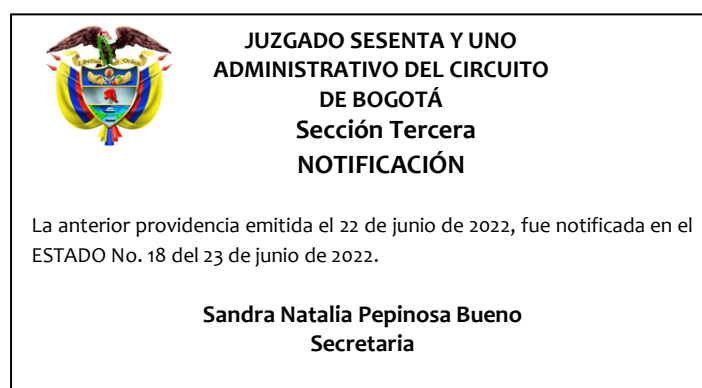 JUZGADO SESENTA Y UNO
ADMINISTRATIVO DEL CIRCUITO
DE BOGOTÁ
Sección Tercera
NOTIFICACIÓN
La anterior providencia emitida el 22 de junio de 2022, fue notificada en el
ESTADO No. 18 del 23 de junio de 2022.
Sandra Natalia Pepinosa Bueno
Secretaria